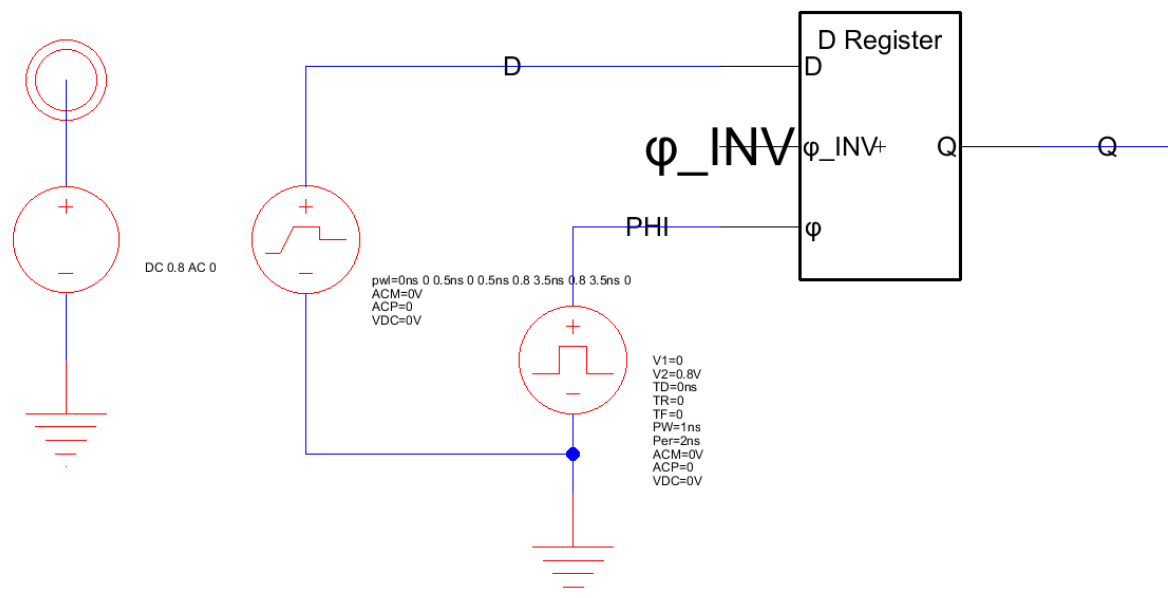 D Register
D
D
φ_INV
φ_INV
Q
Q
PHI
φ
DC 0.8 AC 0
pwl=0ns 0 0.5ns 0 0.5ns 0.8 3.5ns 0.8 3.5ns 0
ACM=0V
ACP=0
VDC=0V
V1=0
V2=0.8V
TD=0ns
TR=0
TF=0
PW=1ns
Per=2ns
ACM=0V
ACP=0
VDC=0V